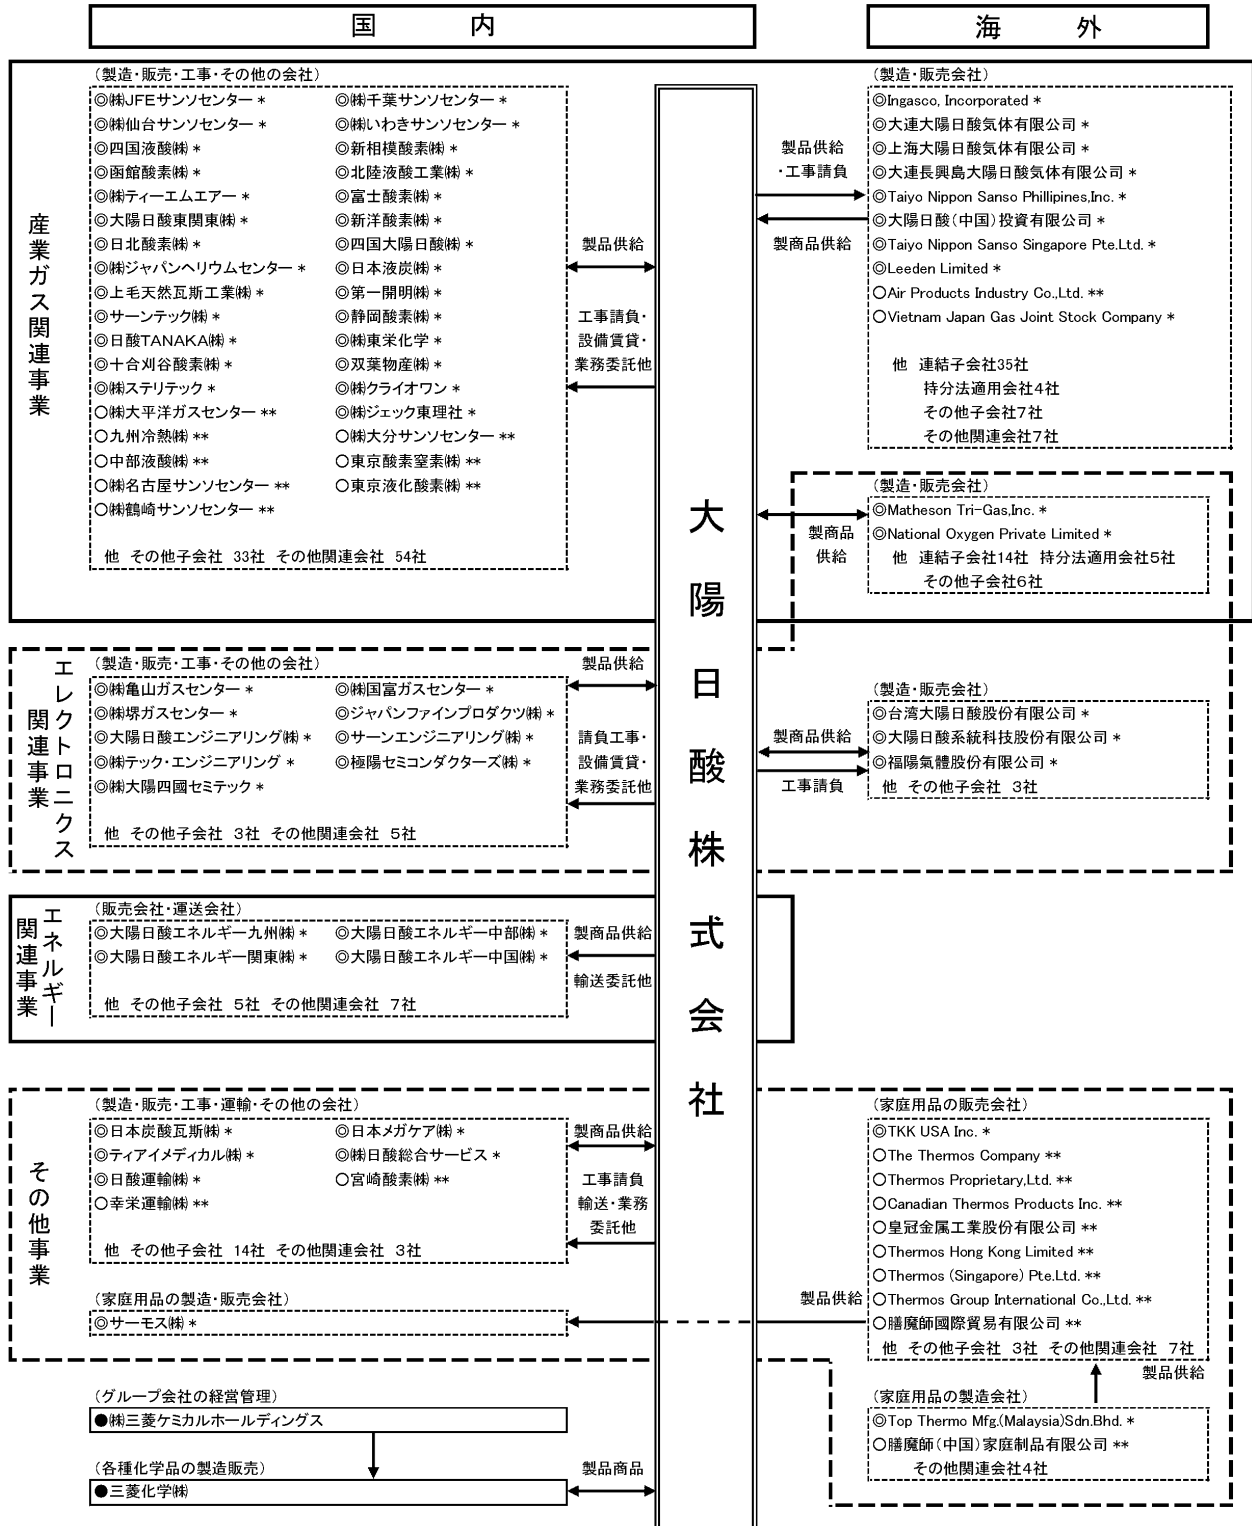 国 内
海 外
産業ガス関連事業
(製造・販売・工事・その他の会社)
◎㈱JFEサンソセンター * ◎㈱千葉サンソセンター *
◎㈱仙台サンソセンター * ◎㈱いわきサンソセンター *
◎四国液酸㈱ * ◎新相模酸素㈱ *
◎函館酸素㈱ * ◎北陸液酸工業㈱ *
◎㈱ティーエムエアー * ◎富士酸素㈱ *
◎大陽日酸東関東㈱ * ◎新洋酸素㈱ *
◎日北酸素㈱ * ◎四国大陽日酸㈱ *
◎㈱ジャパンヘリウムセンター * ◎日本液炭㈱ *
◎上毛天然瓦斯工業㈱ * ◎第一開明㈱ *
◎サーンテック㈱ * ◎静岡酸素㈱ *
◎日酸TANAKA㈱ * ◎㈱東栄化学 *
◎十合刈谷酸素㈱ * ◎双葉物産㈱ *
◎㈱ステリテック * ◎㈱クライオワン *
○㈱大平洋ガスセンター ** ◎㈱ジェック東理社 *
○九州冷熱㈱ ** ○㈱大分サンソセンター **
○中部液酸㈱ ** ○東京酸素窒素㈱ **
○㈱名古屋サンソセンター ** ○東京液化酸素㈱ **
○㈱鶴崎サンソセンター **
他 その他子会社 33社 その他関連会社 54社
製品供給
工事請負・
設備賃貸・
業務委託他
大陽日酸株式会社
製品供給
・工事請負
製商品供給
(製造・販売会社)
◎Ingasco, Incorporated *
◎大連大陽日酸気体有限公司 *
◎上海大陽日酸気体有限公司 *
◎大連長興島大陽日酸気体有限公司 *
◎Taiyo Nippon Sanso Phillipines,Inc. *
◎大陽日酸(中国)投資有限公司 *
◎Taiyo Nippon Sanso Singapore Pte.Ltd. *
◎Leeden Limited *
○Air Products Industry Co.,Ltd. **
○Vietnam Japan Gas Joint Stock Company *
他 連結子会社35社
持分法適用会社4社
その他子会社7社
その他関連会社7社
製商品
供給
(製造・販売会社)
◎Matheson Tri-Gas,Inc. *
◎National Oxygen Private Limited *
他 連結子会社14社 持分法適用会社5社
その他子会社6社
エレクトロニクス
関連事業
(製造・販売・工事・その他の会社)
◎㈱亀山ガスセンター * ◎㈱国富ガスセンター *
◎㈱堺ガスセンター * ◎ジャパンファインプロダクツ㈱ *
◎大陽日酸エンジニアリング㈱ * ◎サーンエンジニアリング㈱ *
◎㈱テック・エンジニアリング * ◎極陽セミコンダクターズ㈱ *
◎㈱大陽四國セミテック *
他 その他子会社 3社 その他関連会社 5社
製品供給
請負工事・
設備賃貸・
業務委託他
製商品供給
工事請負
(製造・販売会社)
◎台湾大陽日酸股份有限公司 *
◎大陽日酸系統科技股份有限公司 *
◎福陽氣體股份有限公司 *
他 その他子会社 3社
エネルギー
関連事業
(販売会社・運送会社)
◎大陽日酸エネルギー九州㈱ * ◎大陽日酸エネルギー中部㈱ *
◎大陽日酸エネルギー関東㈱ * ◎大陽日酸エネルギー中国㈱ *
他 その他子会社 5社 その他関連会社 7社
製商品供給
輸送委託他
その他事業
(製造・販売・工事・運輸・その他の会社)
◎日本炭酸瓦斯㈱ * ◎日本メガケア㈱ *
◎ティアイメディカル㈱ * ◎㈱日酸総合サービス *
◎日酸運輸㈱ * ○宮崎酸素㈱ **
○幸栄運輸㈱ **
他 その他子会社 14社 その他関連会社 3社
製商品供給
工事請負
輸送・業務
委託他
(家庭用品の製造・販売会社)
◎サーモス㈱ *
製品供給
(家庭用品の販売会社)
◎TKK USA Inc. *
○The Thermos Company **
○Thermos Proprietary,Ltd. **
○Canadian Thermos Products Inc. **
○皇冠金属工業股份有限公司 **
○Thermos Hong Kong Limited **
○Thermos (Singapore) Pte.Ltd. **
○Thermos Group International Co.,Ltd. **
○膳魔師國際貿易有限公司 **
他 その他子会社 3社 その他関連会社 7社
製品供給
(家庭用品の製造会社)
◎Top Thermo Mfg.(Malaysia)Sdn.Bhd. *
○膳魔師(中国)家庭制品有限公司 **
その他関連会社4社
(グループ会社の経営管理)
●㈱三菱ケミカルホールディングス
(各種化学品の製造販売)
●三菱化学㈱
製品商品